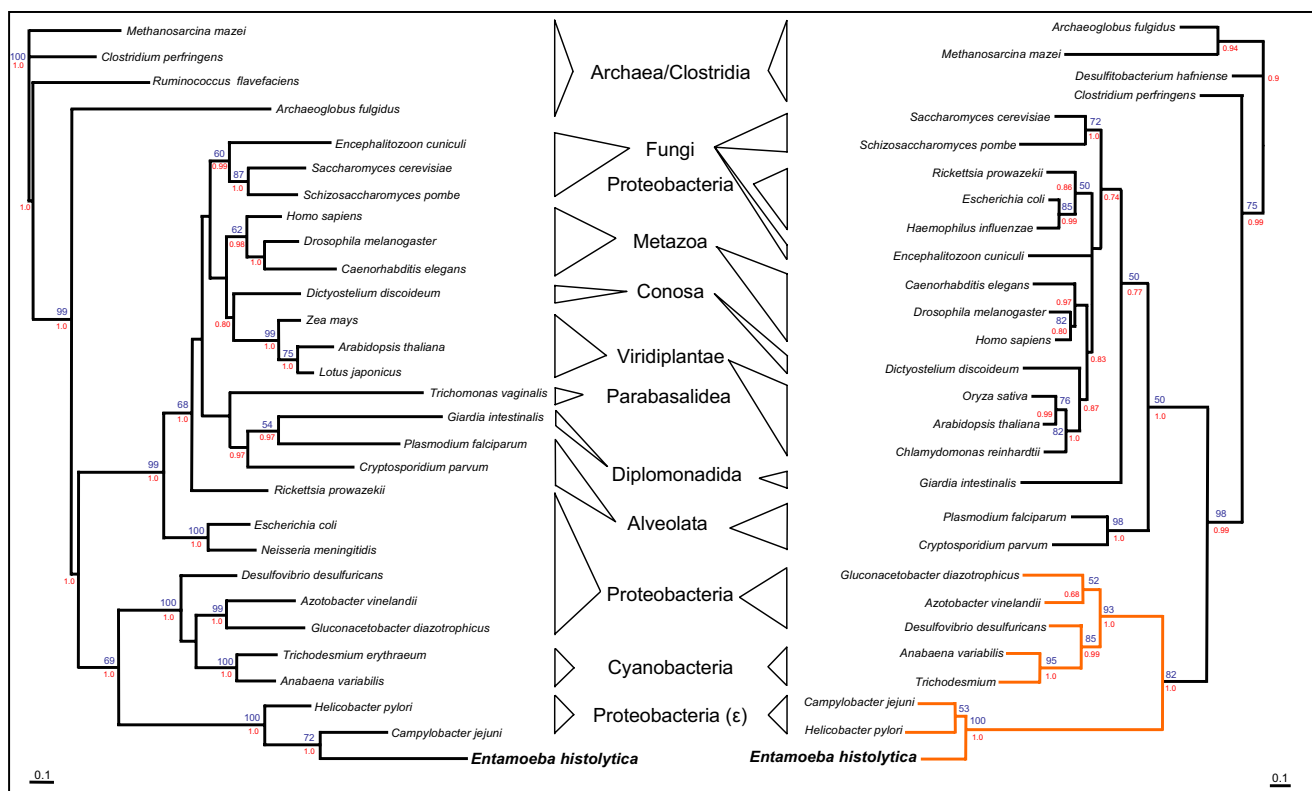 Methanosarcina mazei
100
1.0
Clostridium perfringens
Ruminococcus flavefaciens
Archaeoglobus fulgidus
1.0
99
1.0
Encephalitozoon cuniculi
60
0.99
87
1.0
Saccharomyces cerevisiae
Schizosaccharomyces pombe
Homo sapiens
62
0.98
1.0
Drosophila melanogaster
Caenorhabditis elegans
Dictyostelium discoideum
0.80
Zea mays
99
1.0
75
1.0
Arabidopsis thaliana
Lotus japonicus
Trichomonas vaginalis
68
1.0
Giardia intestinalis
54
0.97
0.97
Plasmodium falciparum
Cryptosporidium parvum
99
1.0
Rickettsia prowazekii
Escherichia coli
100
1.0
Neisseria meningitidis
1.0
Desulfovibrio desulfuricans
100
1.0
Azotobacter vinelandii
99
1.0
Gluconacetobacter diazotrophicus
Trichodesmium erythraeum
100
1.0
Anabaena variabilis
69
1.0
Helicobacter pylori
100
1.0
Campylobacter jejuni
72
1.0
Entamoeba histolytica
0.1
Archaea/Clostridia
Fungi
Proteobacteria
Metazoa
Conosa
Viridiplantae
Parabasalidea
Diplomonadida
Alveolata
Proteobacteria
Cyanobacteria
Proteobacteria (ε)
Archaeoglobus fulgidus
0.94
Methanosarcina mazei
Desulfitobacterium hafniense
0.9
Clostridium perfringens
Saccharomyces cerevisiae
72
1.0
Schizosaccharomyces pombe
Rickettsia prowazekii
0.86
50
0.74
Escherichia coli
85
0.99
Haemophilus influenzae
75
0.99
Encephalitozoon cuniculi
50
0.77
Caenorhabditis elegans
0.97
Drosophila melanogaster
82
0.80
Homo sapiens
0.83
Dictyostelium discoideum
0.87
Oryza sativa
76
0.99
Arabidopsis thaliana
82
1.0
Chlamydomonas reinhardtii
50
1.0
Giardia intestinalis
Plasmodium falciparum
98
1.0
Cryptosporidium parvum
98
0.99
Gluconacetobacter diazotrophicus
52
0.68
Azotobacter vinelandii
93
1.0
Desulfovibrio desulfuricans
85
0.99
Anabaena variabilis
95
1.0
Trichodesmium
82
1.0
Campylobacter jejuni
53
100
1.0
Helicobacter pylori
Entamoeba histolytica
0.1